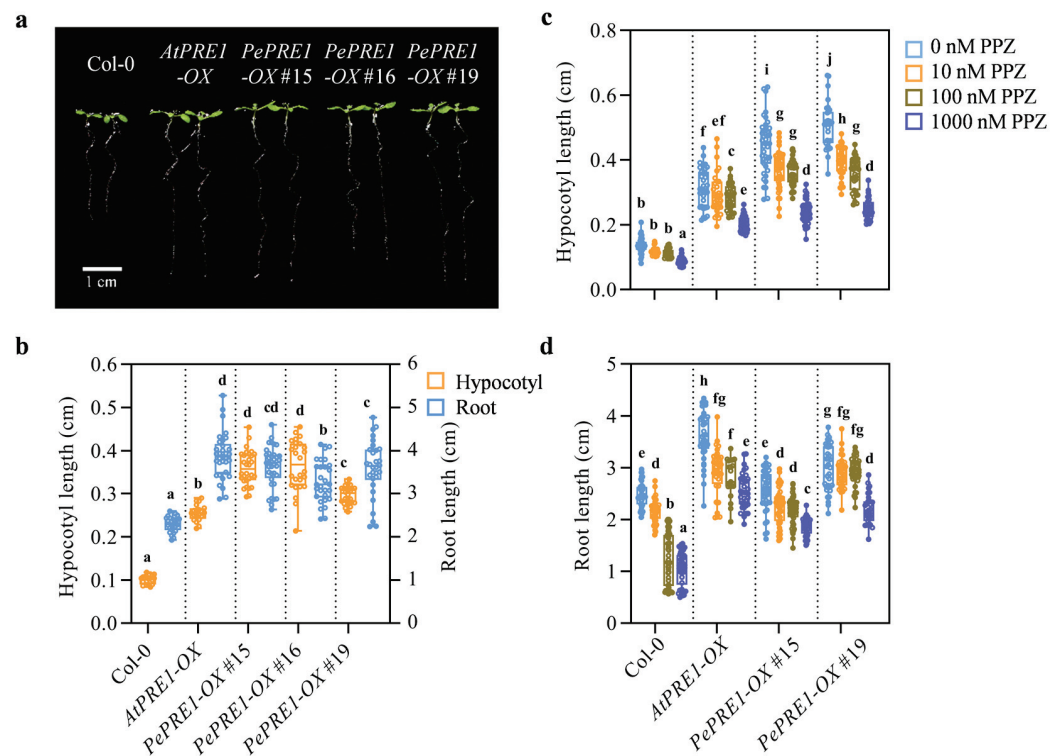 a
Col-0
AtPRE1
-OX
PePRE1
-OX #15
PePRE1
-OX #16
PePRE1
-OX #19
1 cm
b
Hypocotyl length (cm)
0.6
0.5
0.4
0.3
0.2
0.1
0.0
a
a
b
d
d
cd
d
b
c
c
Hypocotyl
Root
6
5
4
3
2
1
0
Root length (cm)
Col-0
AtPRE1-OX
PePRE1-OX #15
PePRE1-OX #16
PePRE1-OX #19
c
Hypocotyl length (cm)
0.8
0.6
0.4
0.2
0.0
b
b
b
a
f
ef
c
e
i
g
g
d
j
h
g
d
0 nM PPZ
10 nM PPZ
100 nM PPZ
1000 nM PPZ
d
Root length (cm)
5
4
3
2
1
0
e
d
b
a
h
fg
f
e
e
d
d
c
g
fg
fg
d
Col-0
AtPRE1-OX
PePRE1-OX #15
PePRE1-OX #19